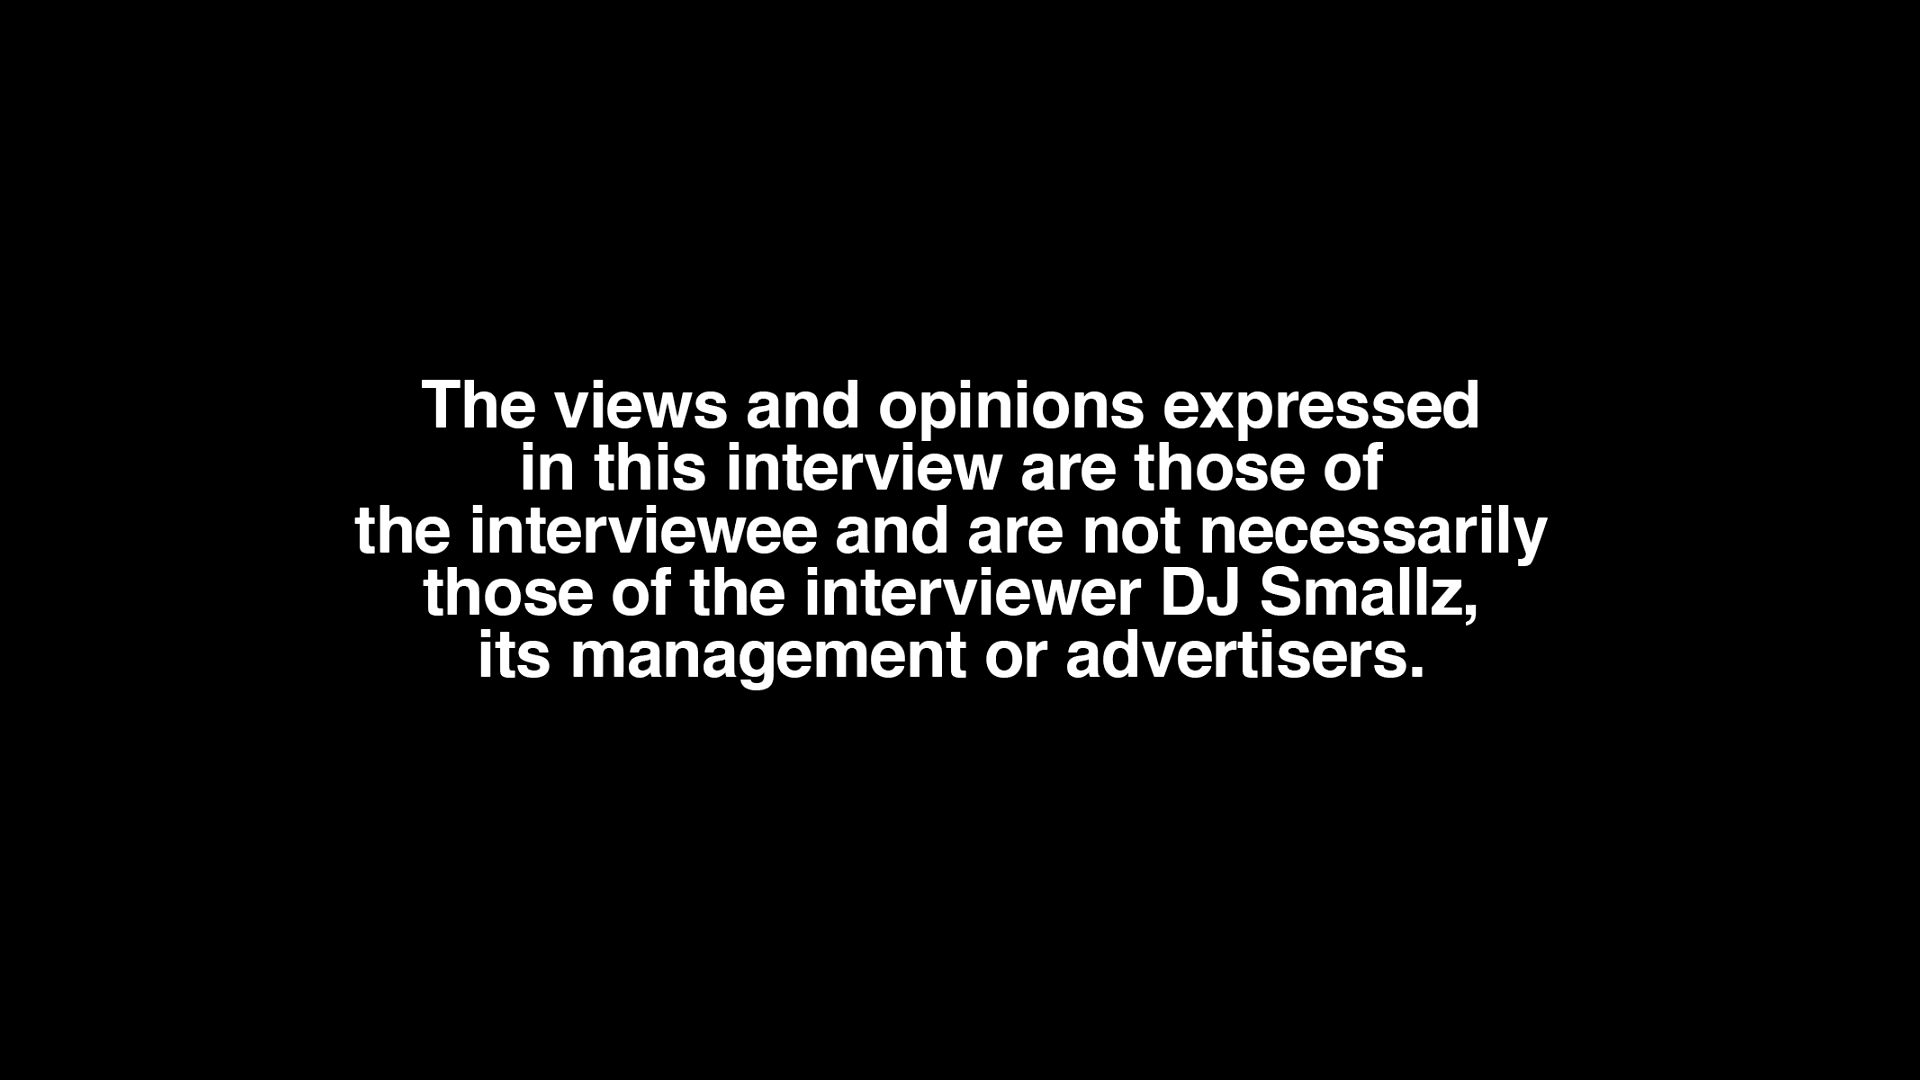 The views and opinions expressed
in this interview are those of
the interviewee and are not necessarily
those of the interviewer DJ Smallz,
its management or advertisers.